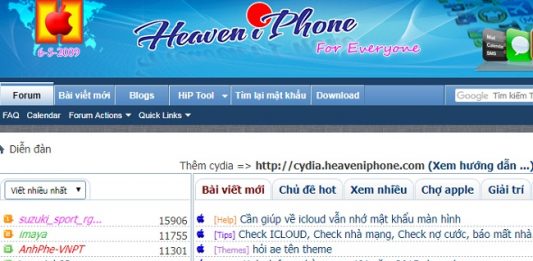 Heaven iPhone
For Everyone
6-5-2009
Forum Bài viết mới Blogs HiP Tool Tìm lại mật khẩu Download Google Tìm kiếm T
FAQ Calendar Forum Actions Quick Links
Diễn đàn
Thêm cydia => http://cydia.heaveniphone.com (Xem hướng dẫn ...)
Viết nhiều nhất Bài viết mới Chủ đề hot Xem nhiều Chợ apple Giải trí
suzuki_sport_rg... 15906 [Help] Cần giúp về icloud vẫn nhớ mật khẩu màn hình
imaya 11755 [Tips] Check ICLOUD, Check nhà mạng, Check nợ cước, báo mất nhà
AnhPhe-VNPT 11301 [Themes] hỏi ae tên theme